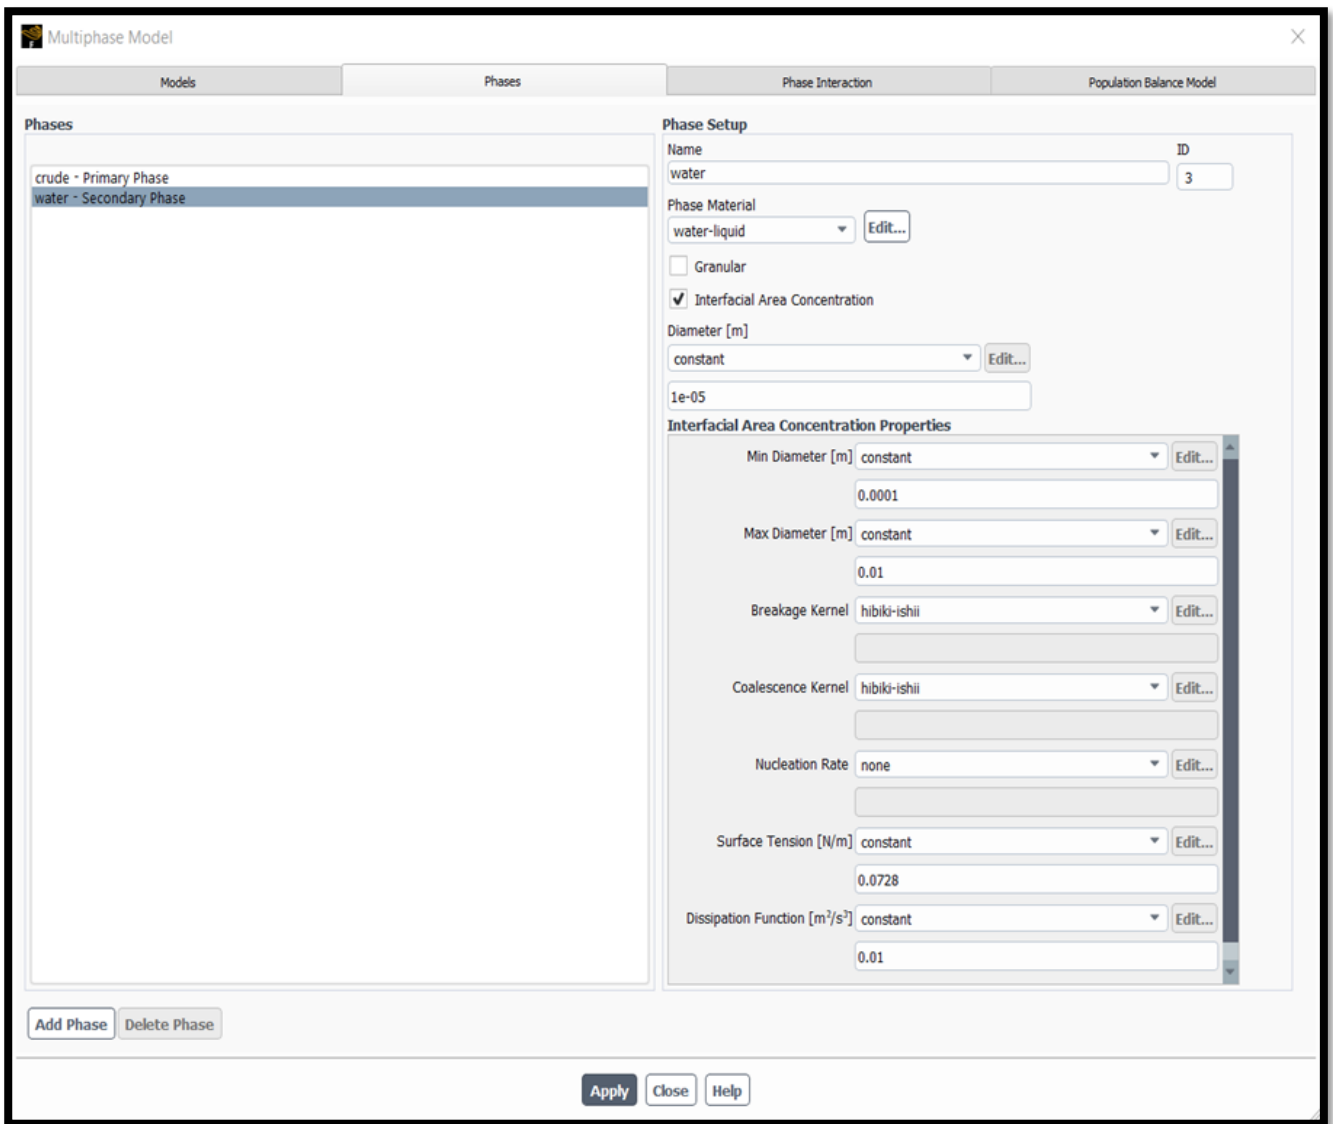 Multiphase Model
Models
Phases
Phase Interaction
Population Balance Model
Phases
crude - Primary Phase
water - Secondary Phase
Phase Setup
Name
ID
water
3
Phase Material
water-liquid
Edit...
Granular
Interfacial Area Concentration
Diameter [m]
constant
Edit...
1e-05
Interfacial Area Concentration Properties
Min Diameter [m] constant Edit...
0.0001
Max Diameter [m] constant Edit...
0.01
Breakage Kernel hibiki-ishii Edit...
Coalescence Kernel hibiki-ishii Edit...
Nucleation Rate none Edit...
Surface Tension [N/m] constant Edit...
0.0728
Dissipation Function [m²/s³] constant Edit...
0.01
Add Phase Delete Phase
Apply Close Help